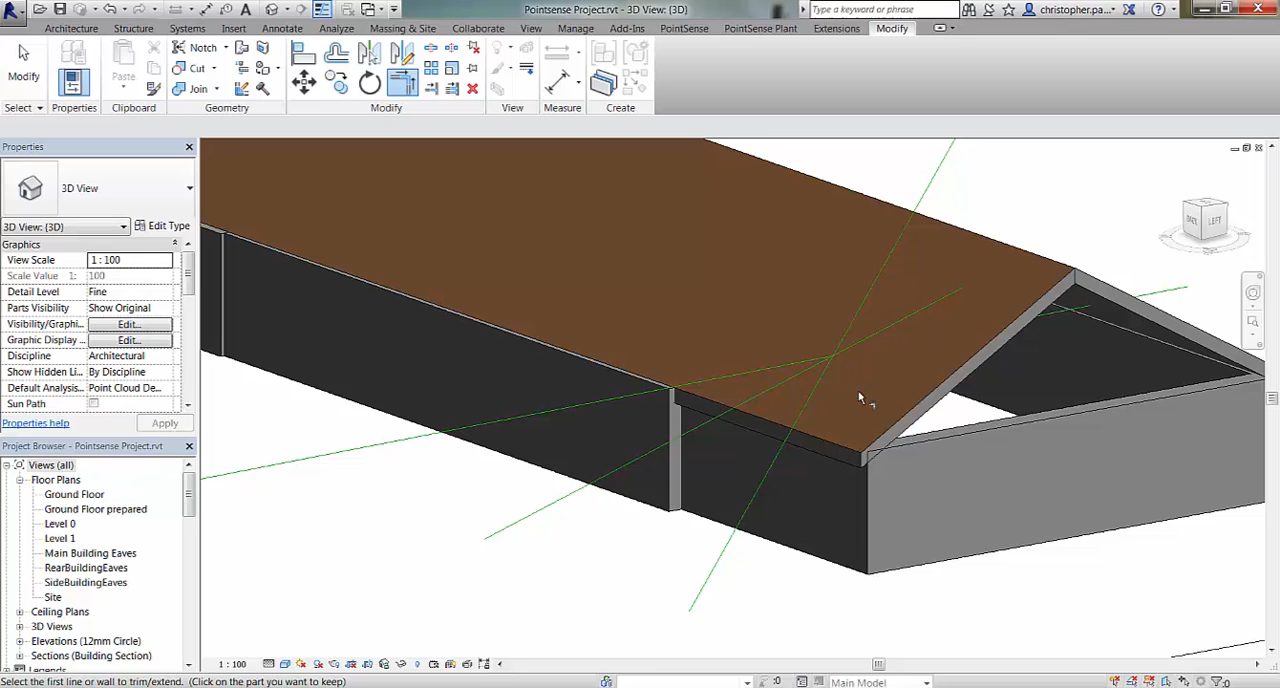 Pointsense Project.rvt - 3D View: {3D}
Type a keyword or phrase
christopher.pa...
Architecture Structure Systems Insert Annotate Analyze Massing & Site Collaborate View Manage Add-Ins PointSense PointSense Plant Extensions Modify
Modify
Paste
Notch
Cut
Join
Select Properties Clipboard Geometry Modify View Measure Create
Properties
3D View
3D View: {3D} Edit Type
Graphics
View Scale 1 : 100
Scale Value 1: 100
Detail Level Fine
Parts Visibility Show Original
Visibility/Graphi... Edit...
Graphic Display ... Edit...
Discipline Architectural
Show Hidden Li... By Discipline
Default Analysis... Point Cloud De...
Sun Path
Properties help Apply
Project Browser - Pointsense Project.rvt
Views (all)
Floor Plans
Ground Floor
Ground Floor prepared
Level 0
Level 1
Main Building Eaves
RearBuildingEaves
SideBuildingEaves
Site
Ceiling Plans
3D Views
Elevations (12mm Circle)
Sections (Building Section)
Legends
BACK LEFT
1 : 100
Select the first line or wall to trim/extend. (Click on the part you want to keep)
:0
Main Model
:0